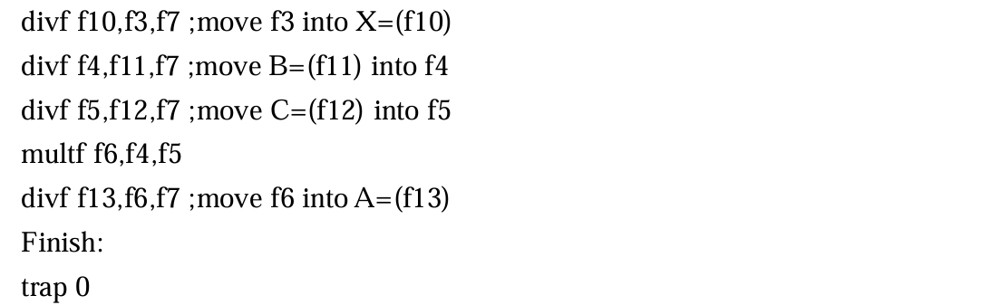 divf f10,f3,f7 ;move f3 into X=(f10)
divf f4,f11,f7 ;move B=(f11) into f4
divf f5,f12,f7 ;move C=(f12) into f5
multf f6,f4,f5
divf f13,f6,f7 ;move f6 into A=(f13)
Finish:
trap 0